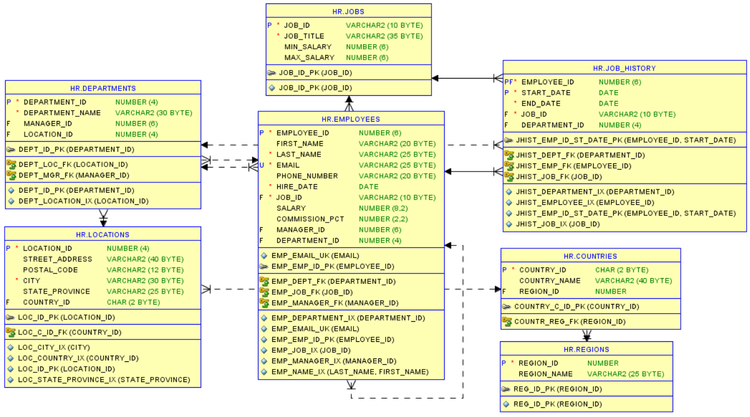 HR.JOBS
P * JOB_ID VARCHAR2 (10 BYTE)
* JOB_TITLE VARCHAR2 (35 BYTE)
MIN_SALARY NUMBER (6)
MAX_SALARY NUMBER (6)
JOB_ID_PK (JOB_ID)
JOB_ID_PK (JOB_ID)
HR.DEPARTMENTS
P * DEPARTMENT_ID NUMBER (4)
* DEPARTMENT_NAME VARCHAR2 (30 BYTE)
F MANAGER_ID NUMBER (6)
F LOCATION_ID NUMBER (4)
DEPT_ID_PK (DEPARTMENT_ID)
DEPT_LOC_FK (LOCATION_ID)
DEPT_MGR_FK (MANAGER_ID)
DEPT_ID_PK (DEPARTMENT_ID)
DEPT_LOCATION_IX (LOCATION_ID)
HR.EMPLOYEES
P * EMPLOYEE_ID NUMBER (6)
FIRST_NAME VARCHAR2 (20 BYTE)
* LAST_NAME VARCHAR2 (25 BYTE)
U * EMAIL VARCHAR2 (25 BYTE)
PHONE_NUMBER VARCHAR2 (20 BYTE)
* HIRE_DATE DATE
F * JOB_ID VARCHAR2 (10 BYTE)
SALARY NUMBER (8,2)
COMMISSION_PCT NUMBER (2,2)
F MANAGER_ID NUMBER (6)
F DEPARTMENT_ID NUMBER (4)
EMP_EMAIL_UK (EMAIL)
EMP_EMP_ID_PK (EMPLOYEE_ID)
EMP_DEPT_FK (DEPARTMENT_ID)
EMP_JOB_FK (JOB_ID)
EMP_MANAGER_FK (MANAGER_ID)
EMP_DEPARTMENT_IX (DEPARTMENT_ID)
EMP_EMAIL_UK (EMAIL)
EMP_EMP_ID_PK (EMPLOYEE_ID)
EMP_JOB_IX (JOB_ID)
EMP_MANAGER_IX (MANAGER_ID)
EMP_NAME_IX (LAST_NAME, FIRST_NAME)
HR.JOB_HISTORY
PF* EMPLOYEE_ID NUMBER (6)
P * START_DATE DATE
* END_DATE DATE
F * JOB_ID VARCHAR2 (10 BYTE)
F DEPARTMENT_ID NUMBER (4)
JHIST_EMP_ID_ST_DATE_PK (EMPLOYEE_ID, START_DATE)
JHIST_DEPT_FK (DEPARTMENT_ID)
JHIST_EMP_FK (EMPLOYEE_ID)
JHIST_JOB_FK (JOB_ID)
JHIST_DEPARTMENT_IX (DEPARTMENT_ID)
JHIST_EMPLOYEE_IX (EMPLOYEE_ID)
JHIST_EMP_ID_ST_DATE_PK (EMPLOYEE_ID, START_DATE)
JHIST_JOB_IX (JOB_ID)
HR.LOCATIONS
P * LOCATION_ID NUMBER (4)
STREET_ADDRESS VARCHAR2 (40 BYTE)
POSTAL_CODE VARCHAR2 (12 BYTE)
* CITY VARCHAR2 (30 BYTE)
STATE_PROVINCE VARCHAR2 (25 BYTE)
F COUNTRY_ID CHAR (2 BYTE)
LOC_ID_PK (LOCATION_ID)
LOC_C_ID_FK (COUNTRY_ID)
LOC_CITY_IX (CITY)
LOC_COUNTRY_IX (COUNTRY_ID)
LOC_ID_PK (LOCATION_ID)
LOC_STATE_PROVINCE_IX (STATE_PROVINCE)
HR.COUNTRIES
P * COUNTRY_ID CHAR (2 BYTE)
COUNTRY_NAME VARCHAR2 (40 BYTE)
F REGION_ID NUMBER
COUNTRY_C_ID_PK (COUNTRY_ID)
COUNTR_REG_FK (REGION_ID)
HR.REGIONS
P * REGION_ID NUMBER
REGION_NAME VARCHAR2 (25 BYTE)
REG_ID_PK (REGION_ID)
REG_ID_PK (REGION_ID)